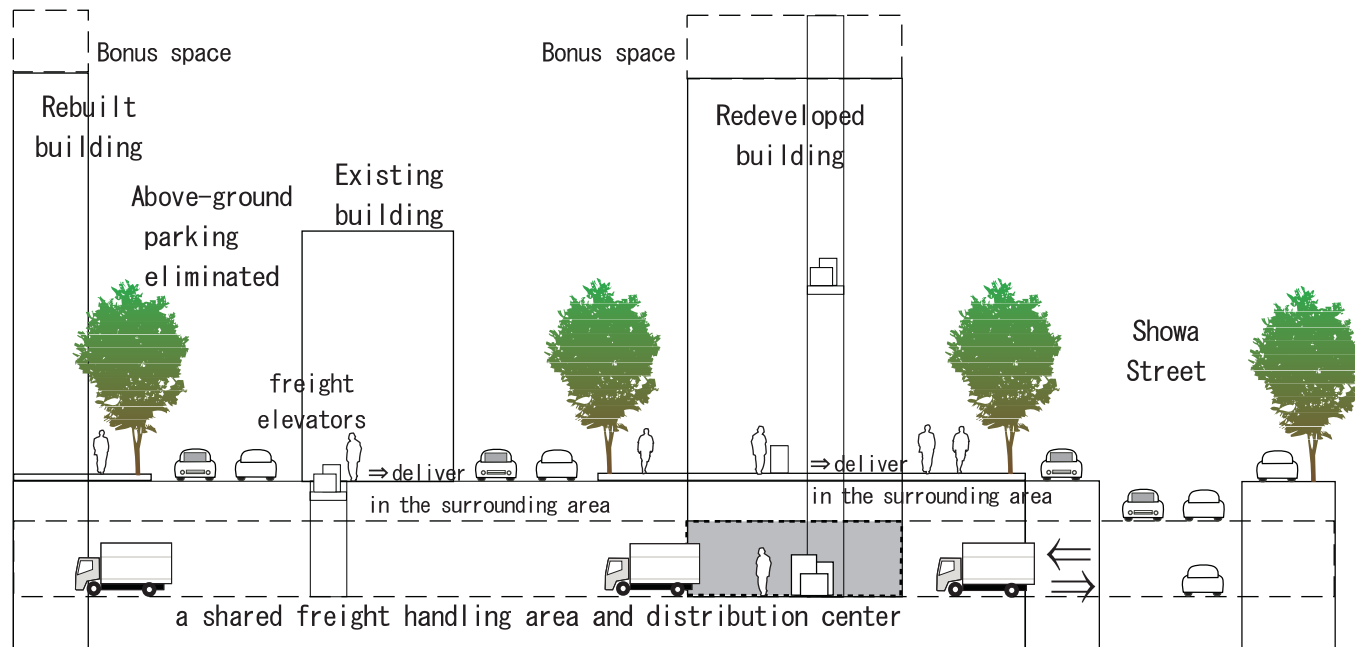 Bonus space
Bonus space
Rebuilt
building
Redeveloped
building
Existing
building
Above-ground
parking
eliminated
Showa
Street
freight
elevators
⇒deliver
in the surrounding area
⇒deliver
in the surrounding area
a shared freight handling area and distribution center